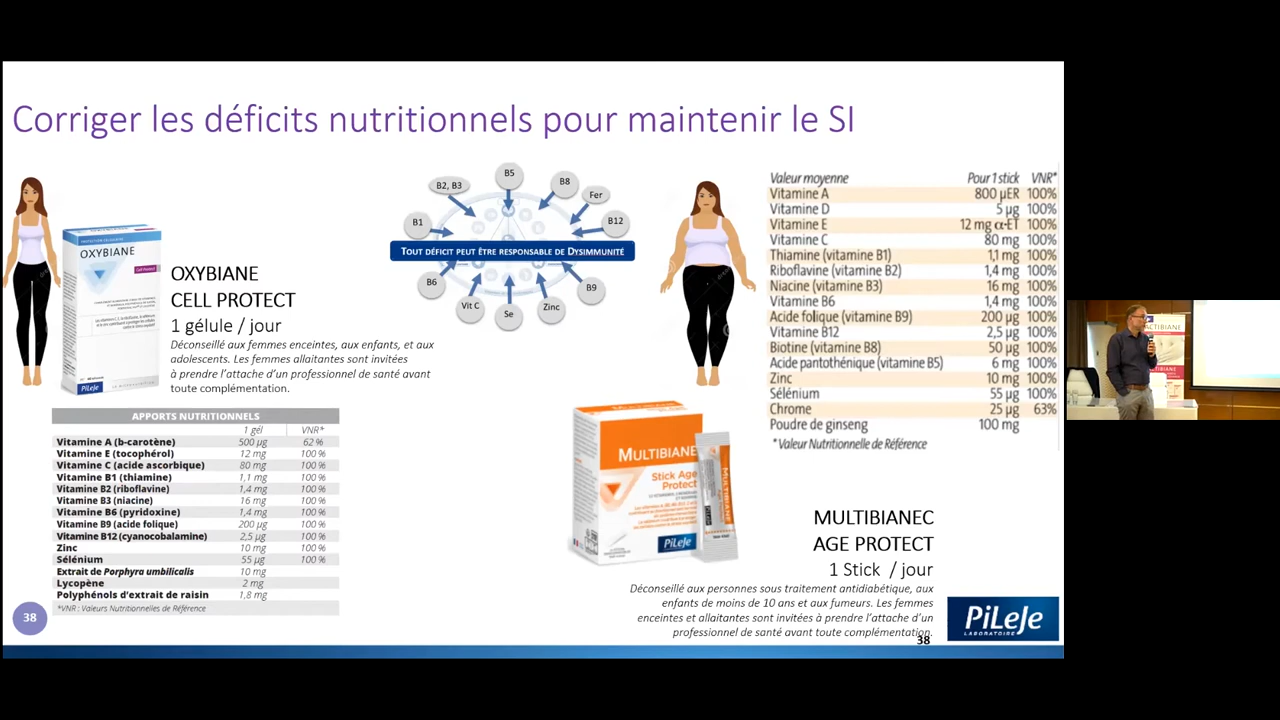 Corriger les déficits nutritionnels pour maintenir le SI
OXYBIANE
Cell Protect
PiLeJe
OXYBIANE
CELL PROTECT
1 gélule / jour
Déconseillé aux femmes enceintes, aux enfants, et aux
adolescents. Les femmes allaitantes sont invitées
à prendre l'attache d'un professionnel de santé avant
toute complémentation.
APPORTS NUTRITIONNELS
1 gél VNR*
Vitamine A (b-carotène) 500 µg 62 %
Vitamine E (tocophérol) 12 mg 100 %
Vitamine C (acide ascorbique) 80 mg 100 %
Vitamine B1 (thiamine) 1,1 mg 100 %
Vitamine B2 (riboflavine) 1,4 mg 100 %
Vitamine B3 (niacine) 16 mg 100 %
Vitamine B6 (pyridoxine) 1,4 mg 100 %
Vitamine B9 (acide folique) 200 µg 100 %
Vitamine B12 (cyanocobalamine) 2,5 µg 100 %
Zinc 10 mg 100 %
Sélénium 55 µg 100 %
Extrait de Porphyra umbilicalis 10 mg
Lycopène 2 mg
Polyphénols d'extrait de raisin 1,8 mg
*VNR : Valeurs Nutritionnelles de Référence
38
B5
B2, B3
B8
Fer
B1
B12
TOUT DÉFICIT PEUT ÊTRE RESPONSABLE DE DYSIMMUNITÉ
B6
B9
Vit C
Zinc
Se
Valeur moyenne Pour 1 stick VNR*
Vitamine A 800 µER 100%
Vitamine D 5 µg 100%
Vitamine E 12 mg α-ET 100%
Vitamine C 80 mg 100%
Thiamine (vitamine B1) 1,1 mg 100%
Riboflavine (vitamine B2) 1,4 mg 100%
Niacine (vitamine B3) 16 mg 100%
Vitamine B6 1,4 mg 100%
Acide folique (vitamine B9) 200 µg 100%
Vitamine B12 2,5 µg 100%
Biotine (vitamine B8) 50 µg 100%
Acide pantothénique (vitamine B5) 6 mg 100%
Zinc 10 mg 100%
Sélénium 55 µg 100%
Chrome 25 µg 63%
Poudre de ginseng 100 mg
* Valeur Nutritionnelle de Référence
MULTIBIANE
Stick Age
Protect
PiLeJe
MULTIBIANE
MULTIBIANEC
AGE PROTECT
1 Stick / jour
Déconseillé aux personnes sous traitement antidiabétique, aux
enfants de moins de 10 ans et aux fumeurs. Les femmes
enceintes et allaitantes sont invitées à prendre l'attache d'un
professionnel de santé avant toute complémentation.
38
PiLeJe
LABORATOIRE
ACTIBIANE